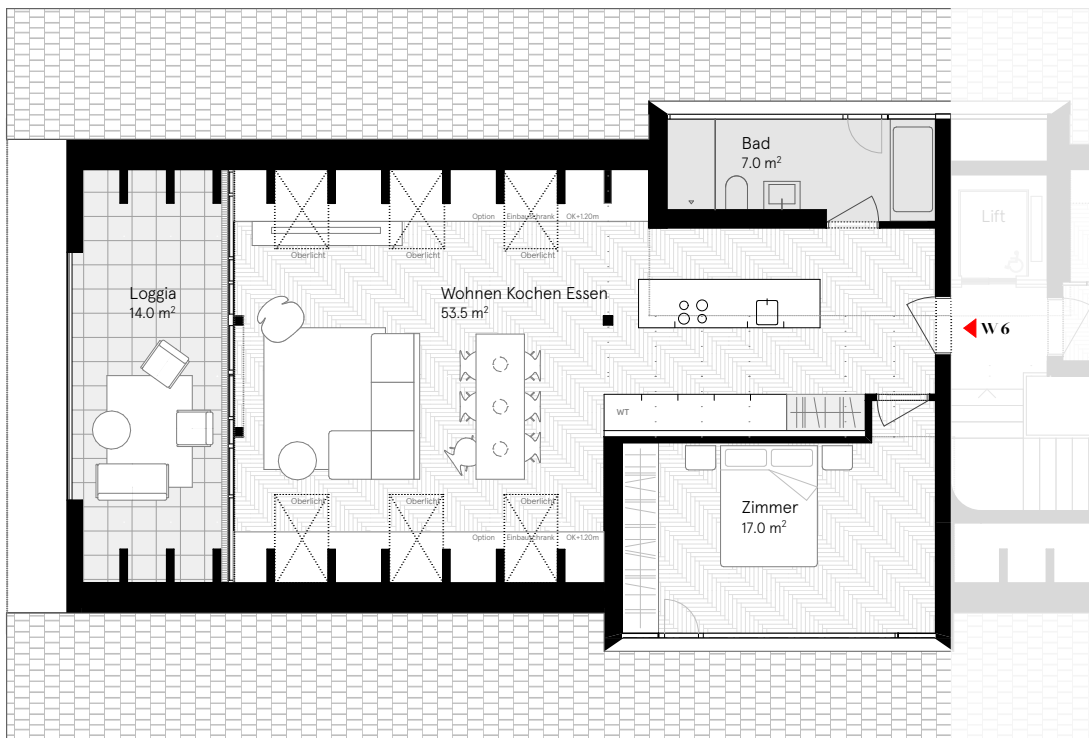 Bad
7.0 m²
Lift
Option Einbauschrank OK+1.20m
Oberlicht Oberlicht Oberlicht
Loggia
14.0 m²
Wohnen Kochen Essen
53.5 m²
W6
WT
Oberlicht Oberlicht Oberlicht
Zimmer
17.0 m²
Option Einbauschrank OK+1.20m